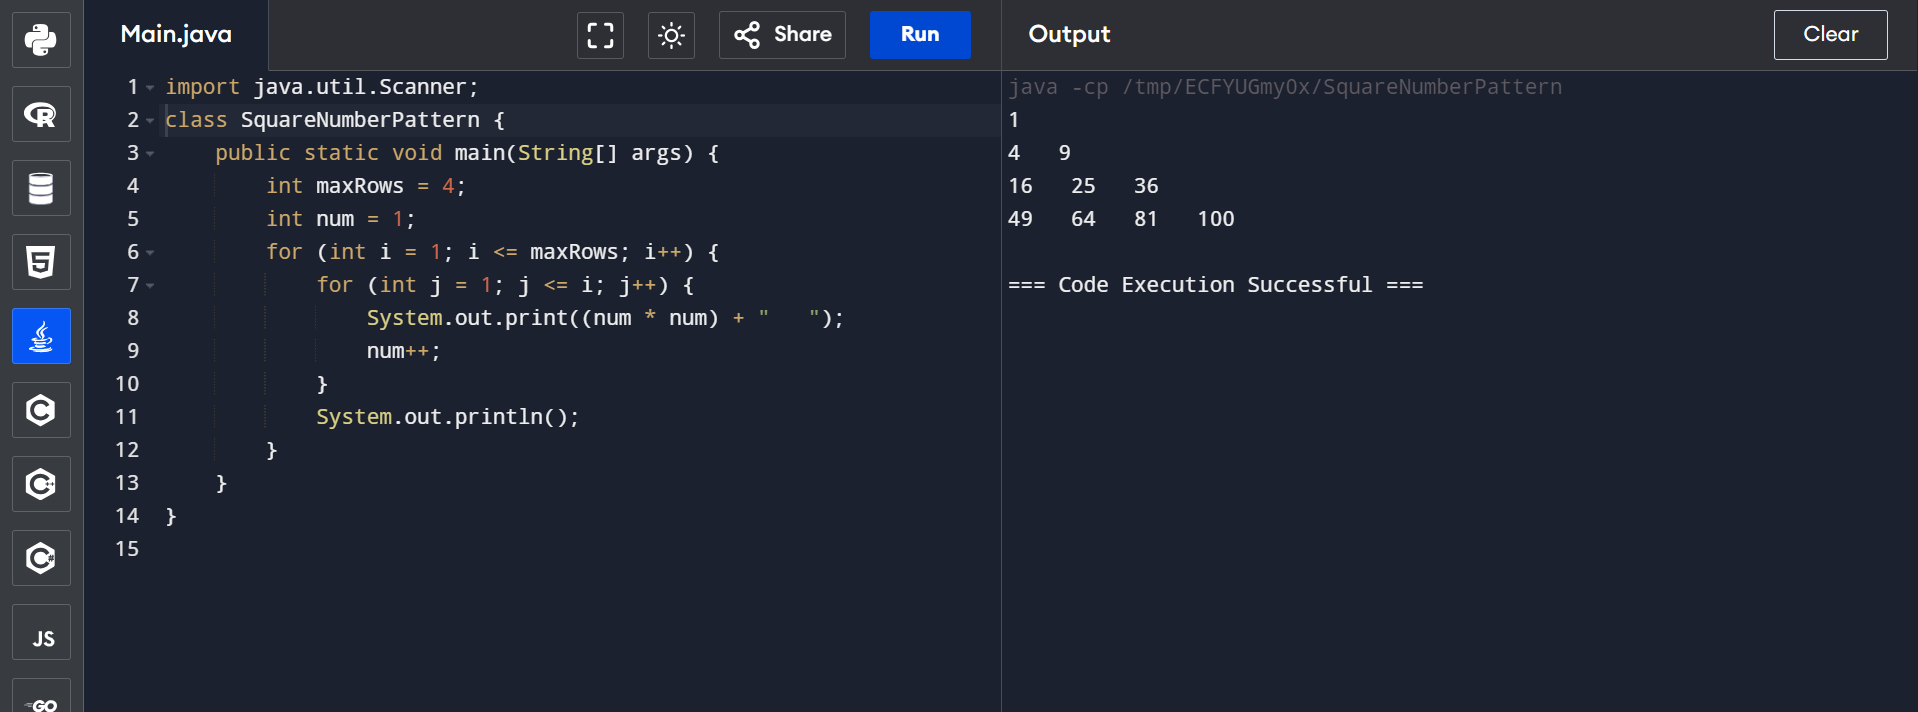 Main.java
Share
Run
Output
Clear
1 import java.util.Scanner;
2 class SquareNumberPattern {
3     public static void main(String[] args) {
4         int maxRows = 4;
5         int num = 1;
6         for (int i = 1; i <= maxRows; i++) {
7             for (int j = 1; j <= i; j++) {
8                 System.out.print((num * num) + "   ");
9                 num++;
10             }
11             System.out.println();
12         }
13     }
14 }
15
java -cp /tmp/ECFYUGmyOx/SquareNumberPattern
1
4   9
16   25   36
49   64   81   100
=== Code Execution Successful ===
R
5
C
C++
C#
JS
GO